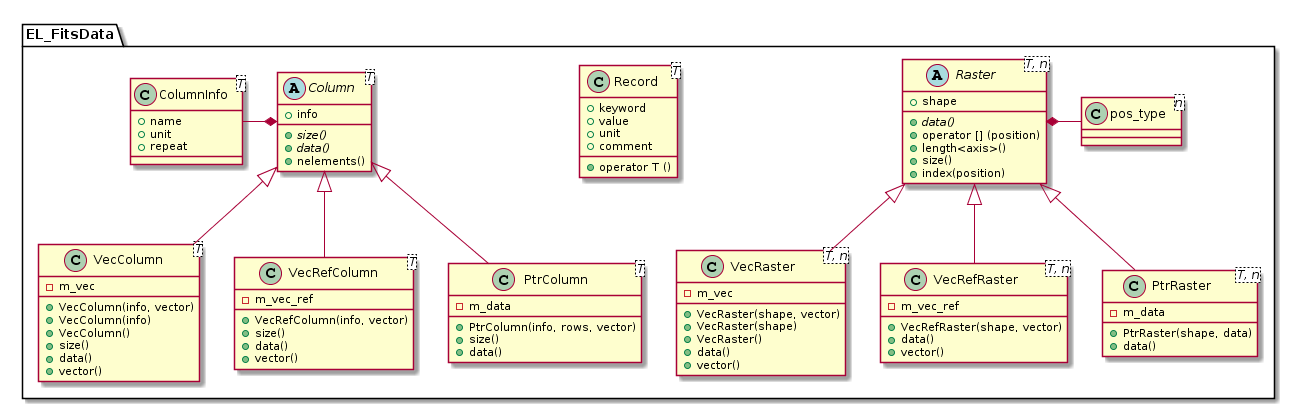 EL_FitsData
C ColumnInfo T
name
unit
repeat
A Column T
info
size()
data()
nelements()
C Record T
keyword
value
unit
comment
operator T ()
A Raster T, n
shape
data()
operator [] (position)
length<axis>()
size()
index(position)
C pos_type n
C VecColumn T
m_vec
VecColumn(info, vector)
VecColumn(info)
VecColumn()
size()
data()
vector()
C VecRefColumn T
m_vec_ref
VecRefColumn(info, vector)
size()
data()
vector()
C PtrColumn T
m_data
PtrColumn(info, rows, vector)
size()
data()
C VecRaster T, n
m_vec
VecRaster(shape, vector)
VecRaster(shape)
VecRaster()
data()
vector()
C VecRefRaster T, n
m_vec_ref
VecRefRaster(shape, vector)
data()
vector()
C PtrRaster T, n
m_data
PtrRaster(shape, data)
data()